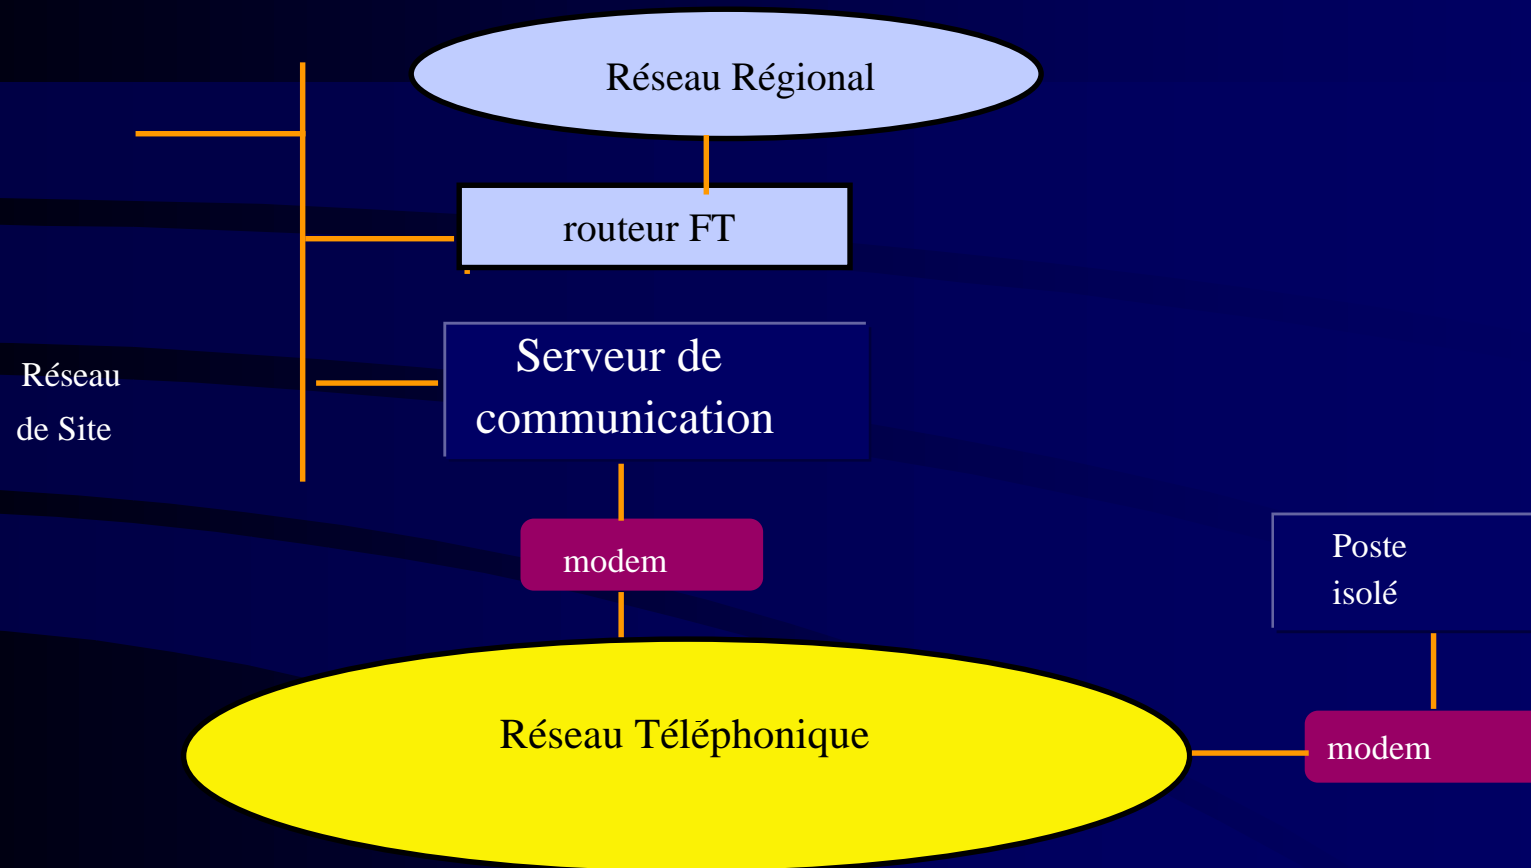 Réseau Régional
routeur FT
Serveur de
communication
Réseau
de Site
modem
Poste
isolé
Réseau Téléphonique
modem